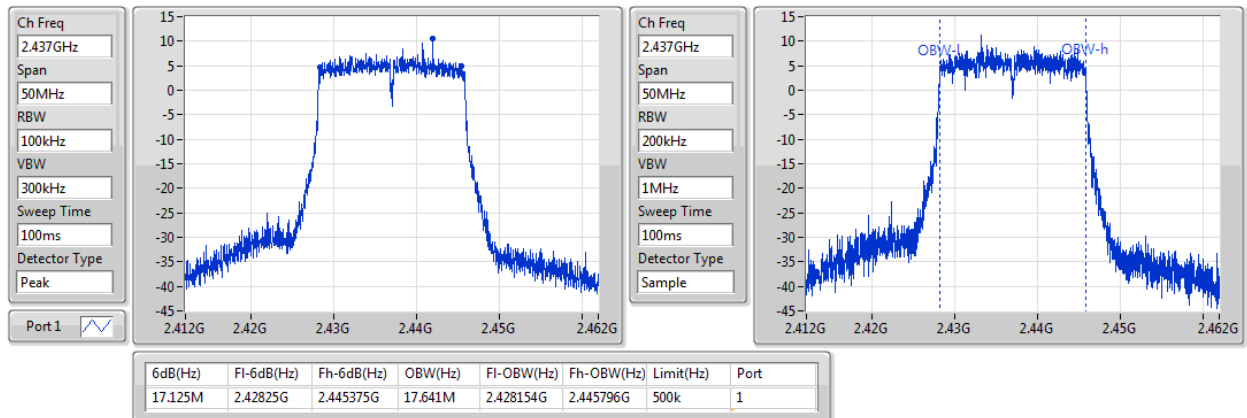 Ch Freq
2.437GHz
Span
50MHz
RBW
100kHz
VBW
300kHz
Sweep Time
100ms
Detector Type
Peak
Port 1
15
10
5
0
-5
-10
-15
-20
-25
-30
-35
-40
-45
2.412G 2.42G 2.43G 2.44G 2.45G 2.462G
Ch Freq
2.437GHz
Span
50MHz
RBW
200kHz
VBW
1MHz
Sweep Time
100ms
Detector Type
Sample
15
10
5
0
-5
-10
-15
-20
-25
-30
-35
-40
-45
OBW-l OBW-h
2.412G 2.42G 2.43G 2.44G 2.45G 2.462G
6dB(Hz) Fl-6dB(Hz) Fh-6dB(Hz) OBW(Hz) Fl-OBW(Hz) Fh-OBW(Hz) Limit(Hz) Port
17.125M 2.42825G 2.445375G 17.641M 2.428154G 2.445796G 500k 1